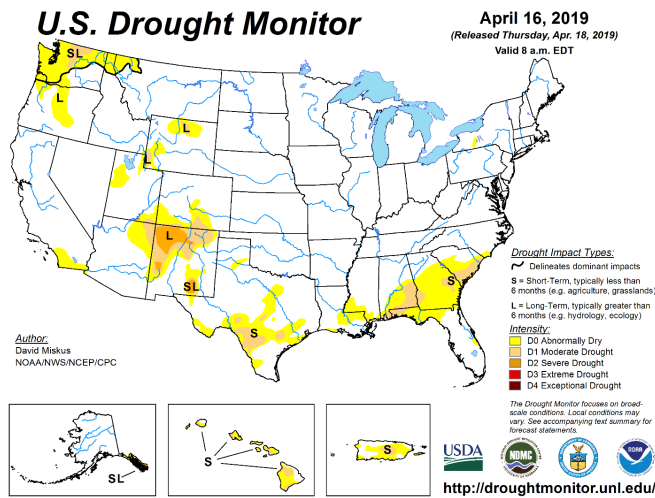 U.S. Drought Monitor
April 16, 2019
(Released Thursday, Apr. 18, 2019)
Valid 8 a.m. EDT
SL
L
L
L
L
SL
S
S
Drought Impact Types:
Delineates dominant impacts
S = Short-Term, typically less than
6 months (e.g. agriculture, grasslands)
L = Long-Term, typically greater than
6 months (e.g. hydrology, ecology)
Intensity:
D0 Abnormally Dry
D1 Moderate Drought
D2 Severe Drought
D3 Extreme Drought
D4 Exceptional Drought
Author:
David Miskus
NOAA/NWS/NCEP/CPC
The Drought Monitor focuses on broad-
scale conditions. Local conditions may
vary. See accompanying text summary for
forecast statements.
SL
S
S
USDA
NDMC
NOAA
http://droughtmonitor.unl.edu/